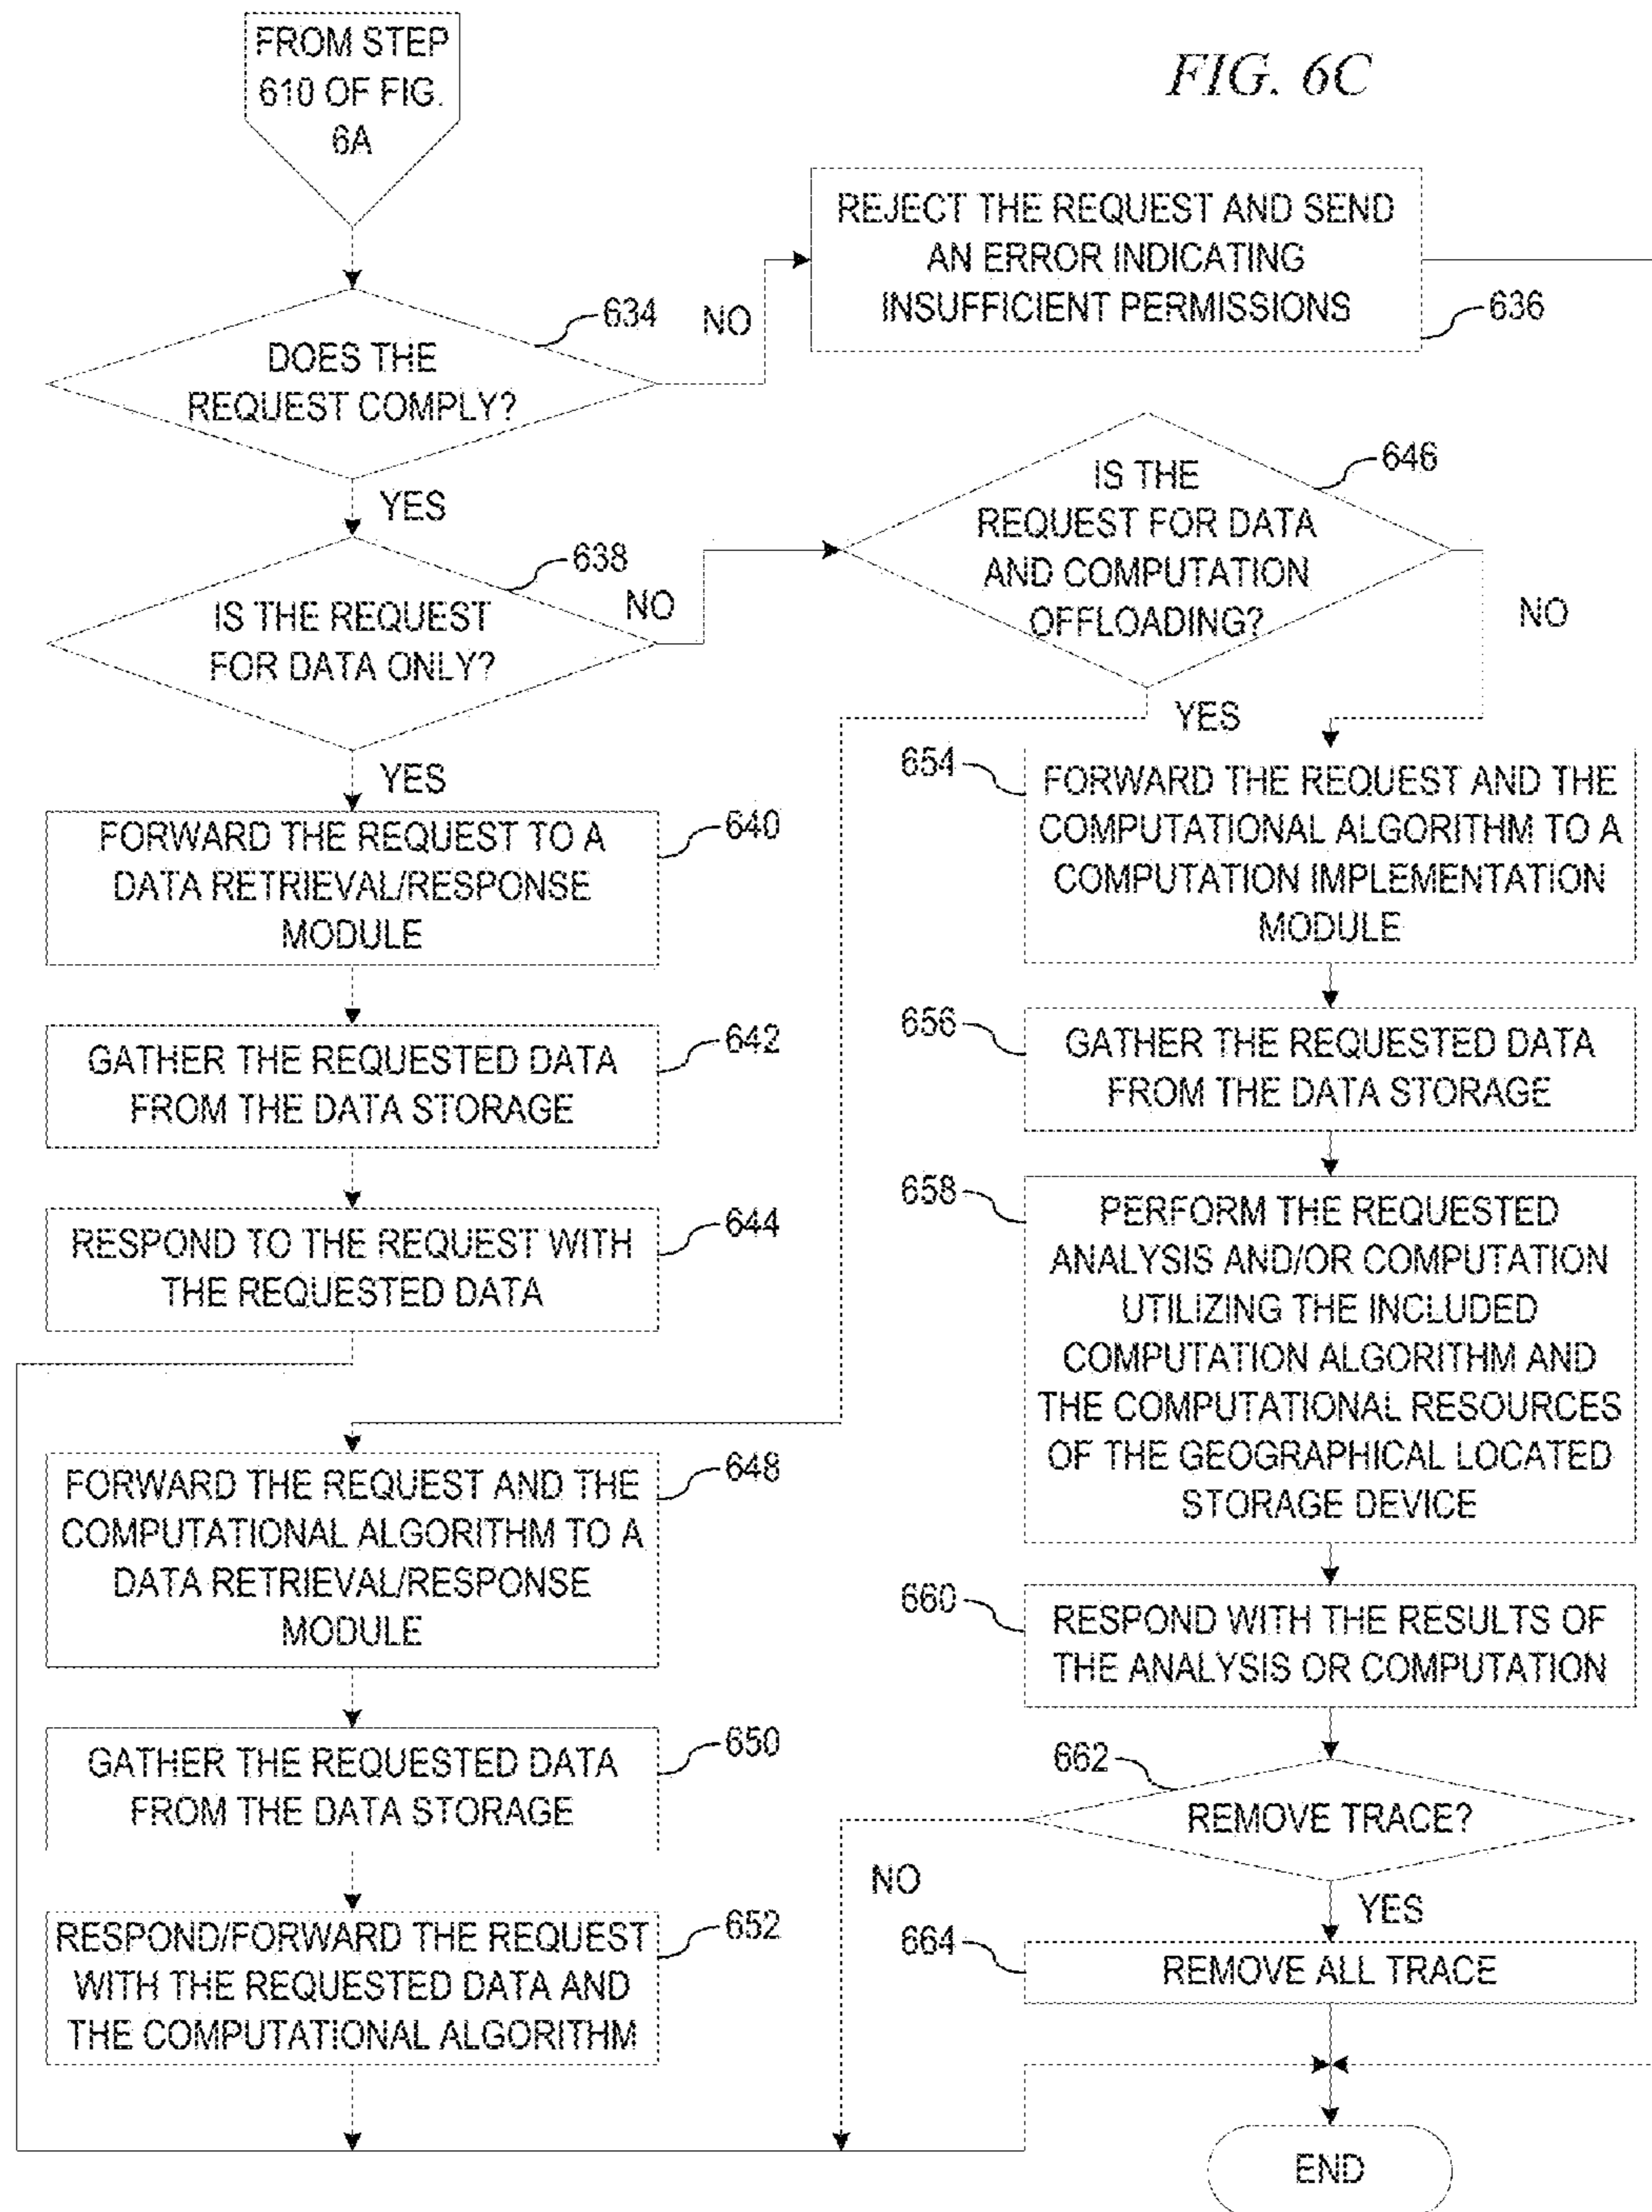 FROM STEP
610 OF FIG.
6A
FIG. 6C
REJECT THE REQUEST AND SEND
AN ERROR INDICATING
INSUFFICIENT PERMISSIONS
636
634
NO
DOES THE
REQUEST COMPLY?
YES
638
NO
IS THE REQUEST
FOR DATA ONLY?
YES
646
IS THE
REQUEST FOR DATA
AND COMPUTATION
OFFLOADING?
NO
YES
640
FORWARD THE REQUEST TO A
DATA RETRIEVAL/RESPONSE
MODULE
642
GATHER THE REQUESTED DATA
FROM THE DATA STORAGE
644
RESPOND TO THE REQUEST WITH
THE REQUESTED DATA
648
FORWARD THE REQUEST AND THE
COMPUTATIONAL ALGORITHM TO A
DATA RETRIEVAL/RESPONSE
MODULE
650
GATHER THE REQUESTED DATA
FROM THE DATA STORAGE
652
RESPOND/FORWARD THE REQUEST
WITH THE REQUESTED DATA AND
THE COMPUTATIONAL ALGORITHM
654
FORWARD THE REQUEST AND THE
COMPUTATIONAL ALGORITHM TO A
COMPUTATION IMPLEMENTATION
MODULE
656
GATHER THE REQUESTED DATA
FROM THE DATA STORAGE
658
PERFORM THE REQUESTED
ANALYSIS AND/OR COMPUTATION
UTILIZING THE INCLUDED
COMPUTATION ALGORITHM AND
THE COMPUTATIONAL RESOURCES
OF THE GEOGRAPHICAL LOCATED
STORAGE DEVICE
660
RESPOND WITH THE RESULTS OF
THE ANALYSIS OR COMPUTATION
662
REMOVE TRACE?
NO
YES
664
REMOVE ALL TRACE
END